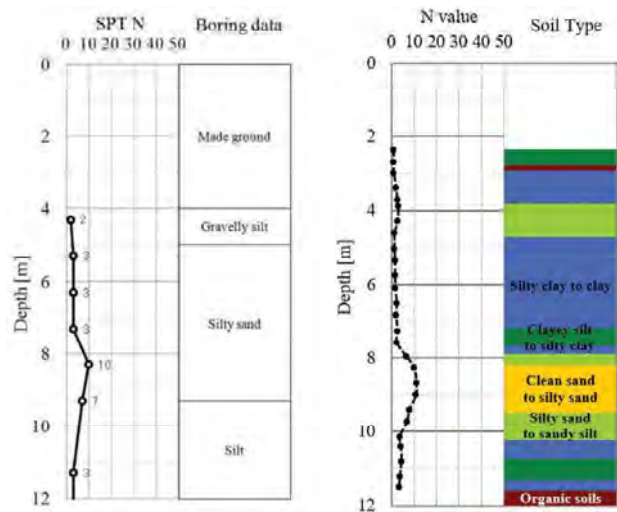 SPT N
Boring data
0 10 20 30 40 50
0
2
4
6
8
10
12
Depth [m]
2
3
3
3
10
7
3
Made ground
Gravelly silt
Silty sand
Silt
N value
Soil Type
0 10 20 30 40 50
0
2
4
6
8
10
12
Depth [m]
Silty clay to clay
Clayey silt
to silty clay
Clean sand
to silty sand
Silty sand
to sandy silt
Organic soils